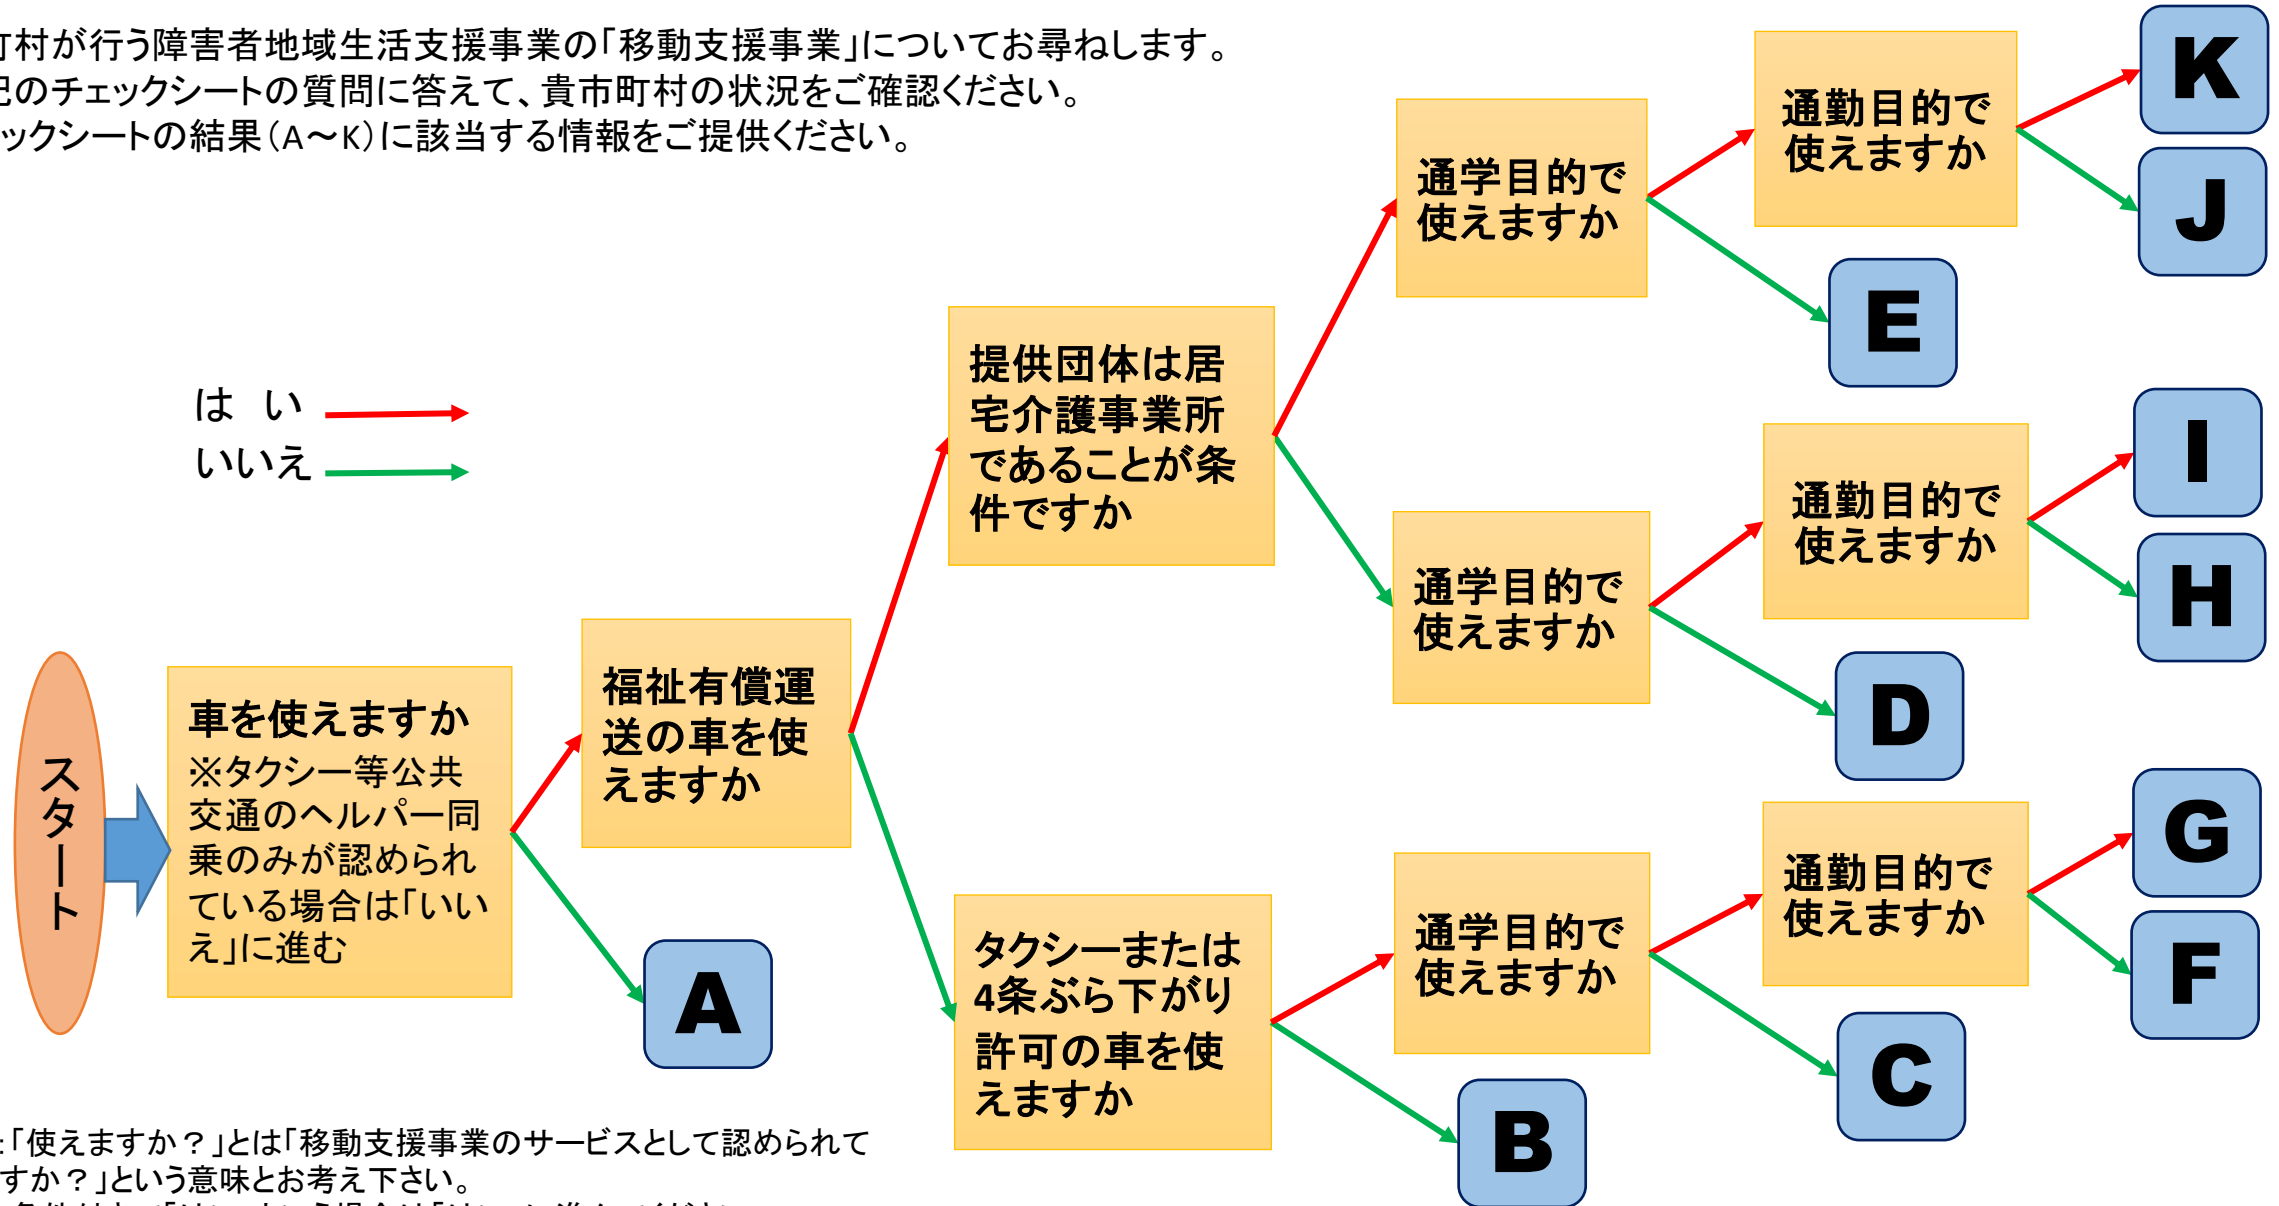 町村が行う障害者地域生活支援事業の「移動支援事業」についてお尋ねします。
記のチェックシートの質問に答えて、貴市町村の状況をご確認ください。
ェックシートの結果(A～K)に該当する情報をご提供ください。
は い
いいえ
スタート
車を使えますか
※タクシー等公共
交通のヘルパー同
乗のみが認められ
ている場合は「いい
え」に進む
A
福祉有償運
送の車を使
えますか
提供団体は居
宅介護事業所
であることが条
件ですか
タクシーまたは
4条ぶら下がり
許可の車を使
えますか
B
通学目的で
使えますか
通勤目的で
使えますか
K
J
E
通学目的で
使えますか
通勤目的で
使えますか
I
H
D
通学目的で
使えますか
通勤目的で
使えますか
G
F
C
:「使えますか?」とは「移動支援事業のサービスとして認められて
すか?」という意味とお考え下さい。